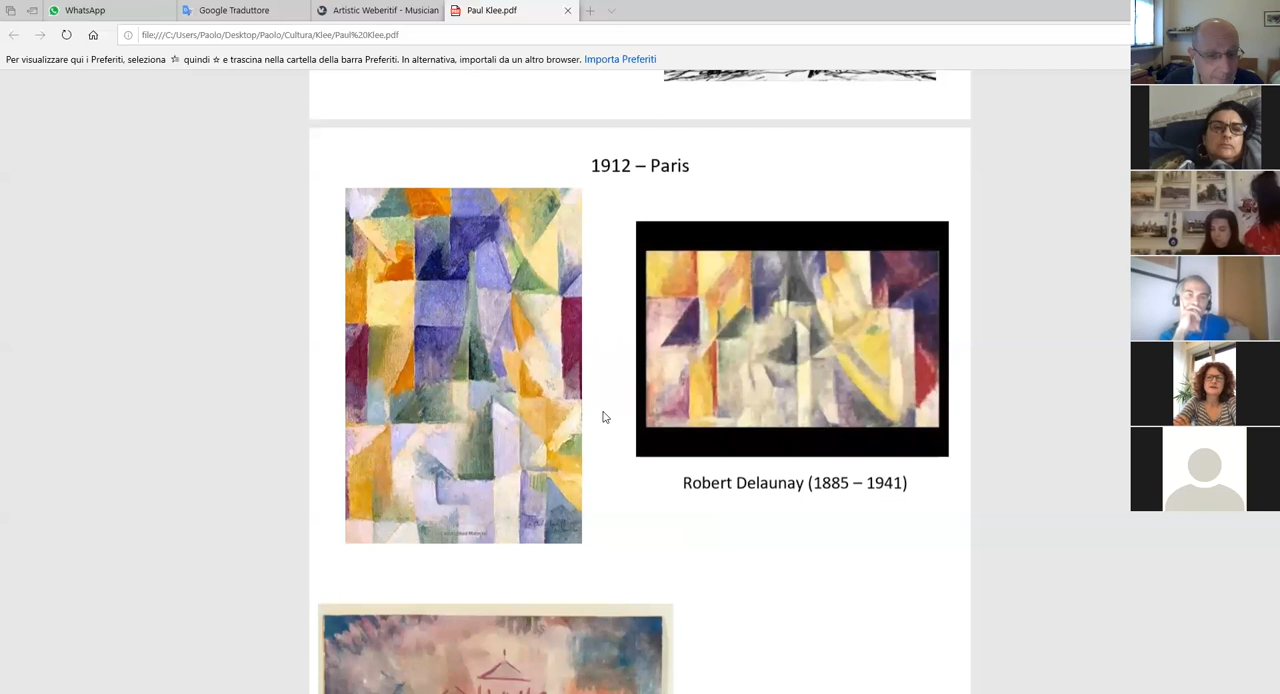 WhatsApp
Google Traduttore
Artistic Weberitif - Musician
Paul Klee.pdf
file:///C:/Users/Paolo/Desktop/Paolo/Cultura/Klee/Paul%20Klee.pdf
Per visualizzare qui i Preferiti, seleziona ☆ quindi ☆ e trascina nella cartella della barra Preferiti. In alternativa, importali da un altro browser. Importa Preferiti
1912 – Paris
Robert Delaunay (1885 – 1941)